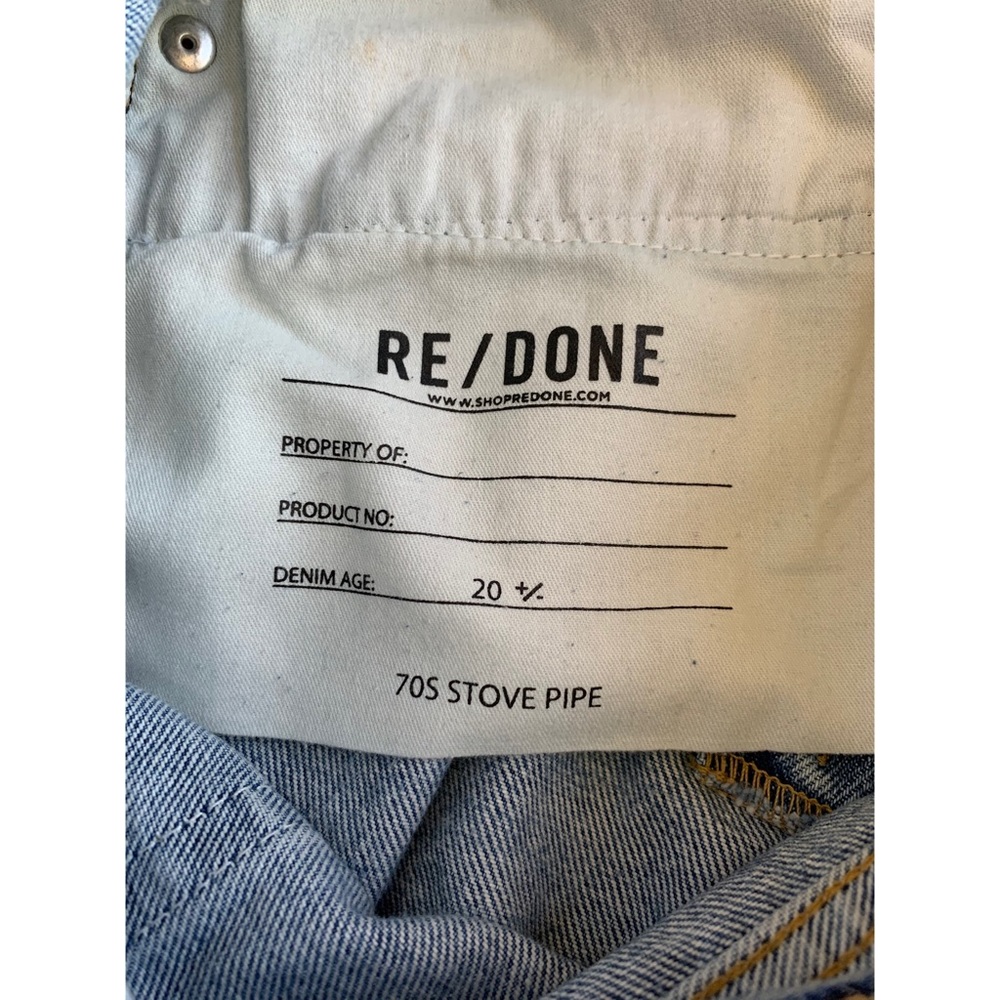 RE/DONE
WWW.SHOPREDONE.COM
PROPERTY OF:
PRODUCT NO:
DENIM AGE: 20 +/-
70S STOVE PIPE